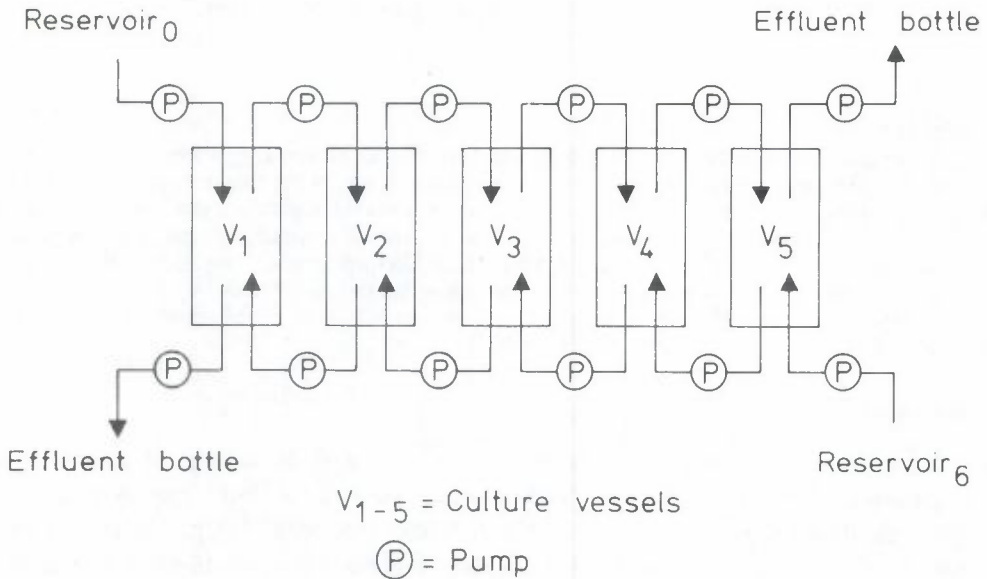 Reservoir0
Effluent bottle
P P P P P P
V1 V2 V3 V4 V5
P P P P P P
Effluent bottle
Reservoir6
V1-5 = Culture vessels
P = Pump